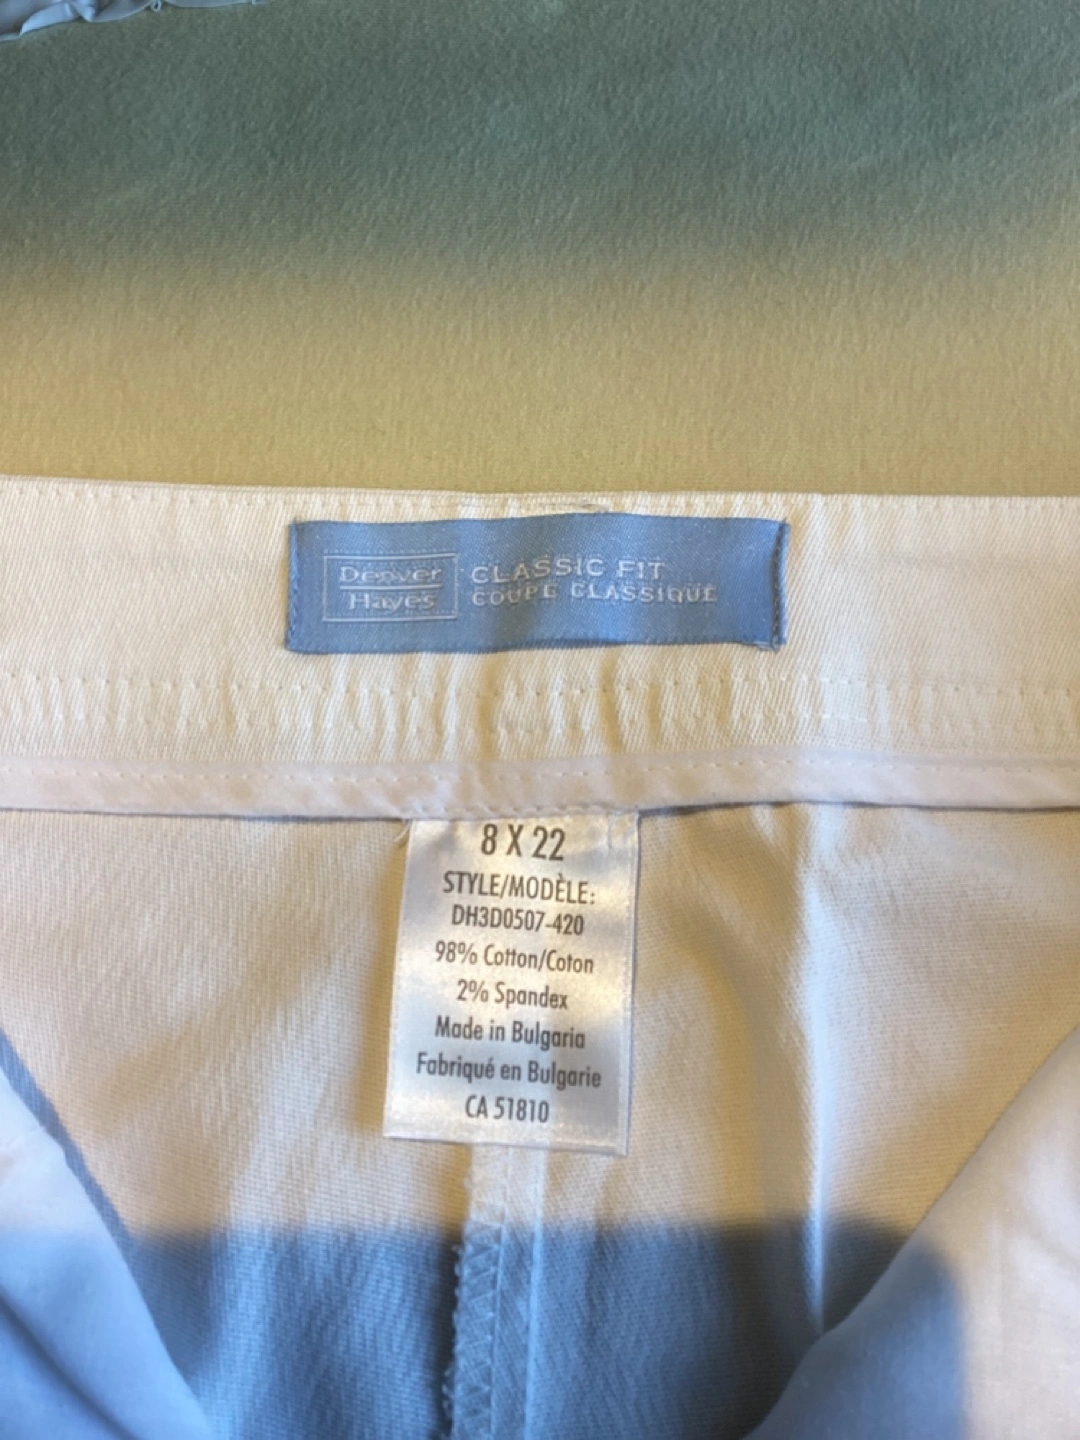 Denver
Hayes
CLASSIC FIT
COUPE CLASSIQUE
8 X 22
STYLE/MODÈLE:
DH3D0507-420
98% Cotton/Coton
2% Spandex
Made in Bulgaria
Fabriqué en Bulgarie
CA 51810